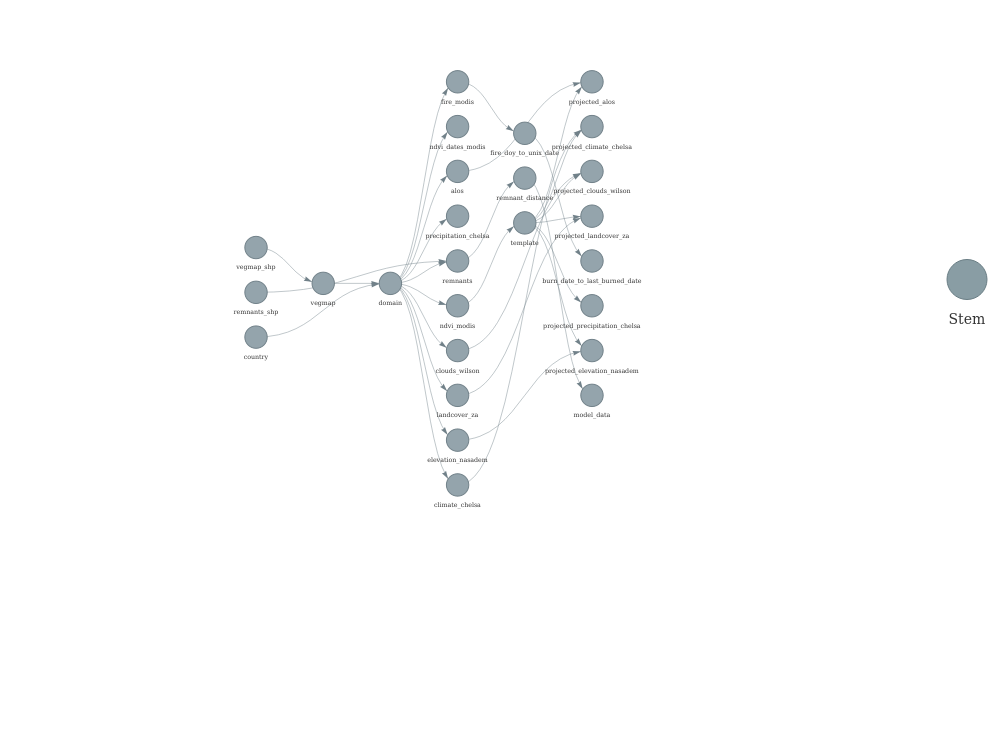 vegmap_shp
remnants_shp
country
vegmap
domain
fire_modis
ndvi_dates_modis
alos
precipitation_chelsa
remnants
ndvi_modis
clouds_wilson
landcover_za
elevation_nasadem
climate_chelsa
fire_doy_to_unix_date
remnant_distance
template
projected_alos
projected_climate_chelsa
projected_clouds_wilson
projected_landcover_za
burn_date_to_last_burned_date
projected_precipitation_chelsa
projected_elevation_nasadem
model_data
Stem